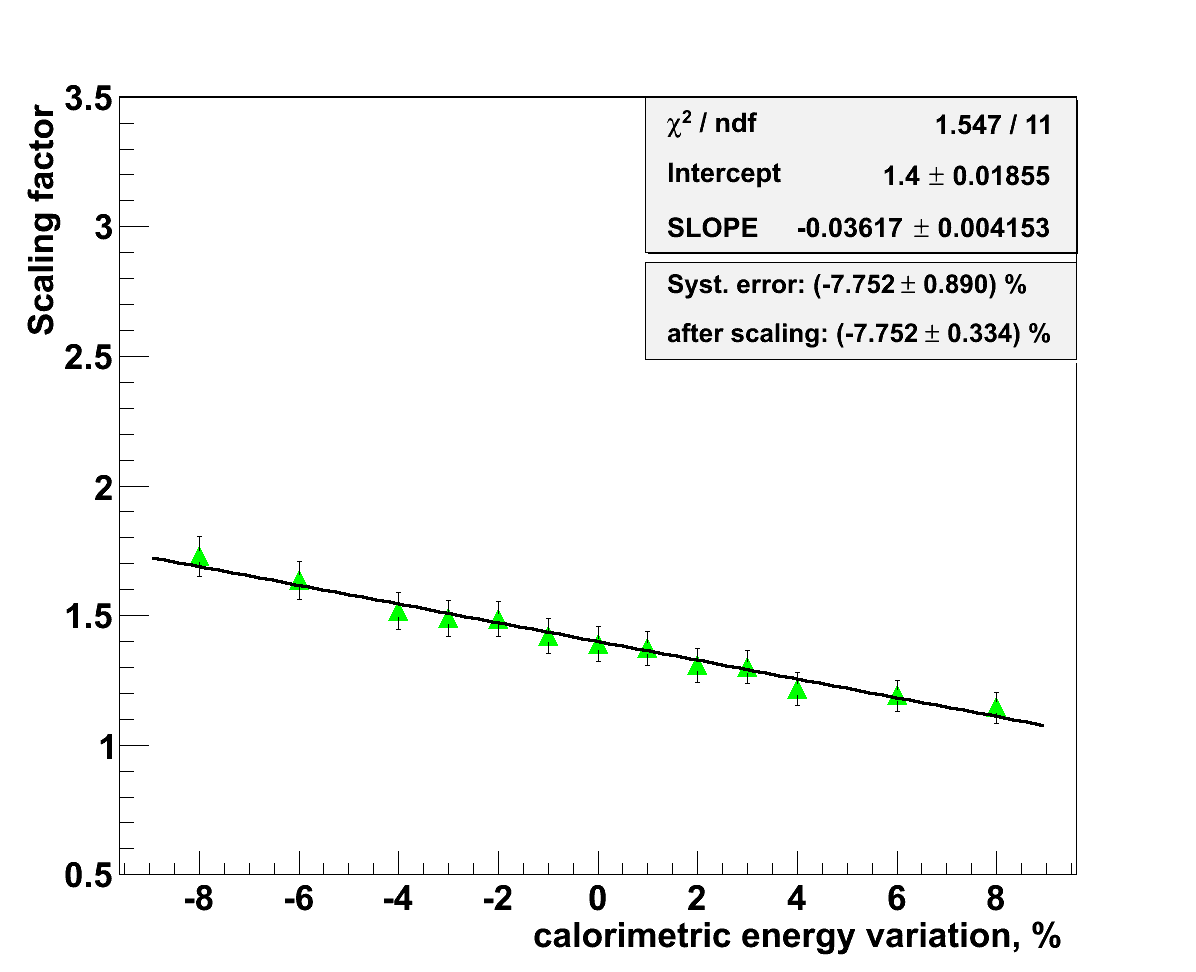 3.5
3
2.5
2
1.5
1
0.5
Scaling factor
χ² / ndf 1.547 / 11
Intercept 1.4 ± 0.01855
SLOPE -0.03617 ± 0.004153
Syst. error: (-7.752 ± 0.890) %
after scaling: (-7.752 ± 0.334) %
-8 -6 -4 -2 0 2 4 6 8
calorimetric energy variation, %